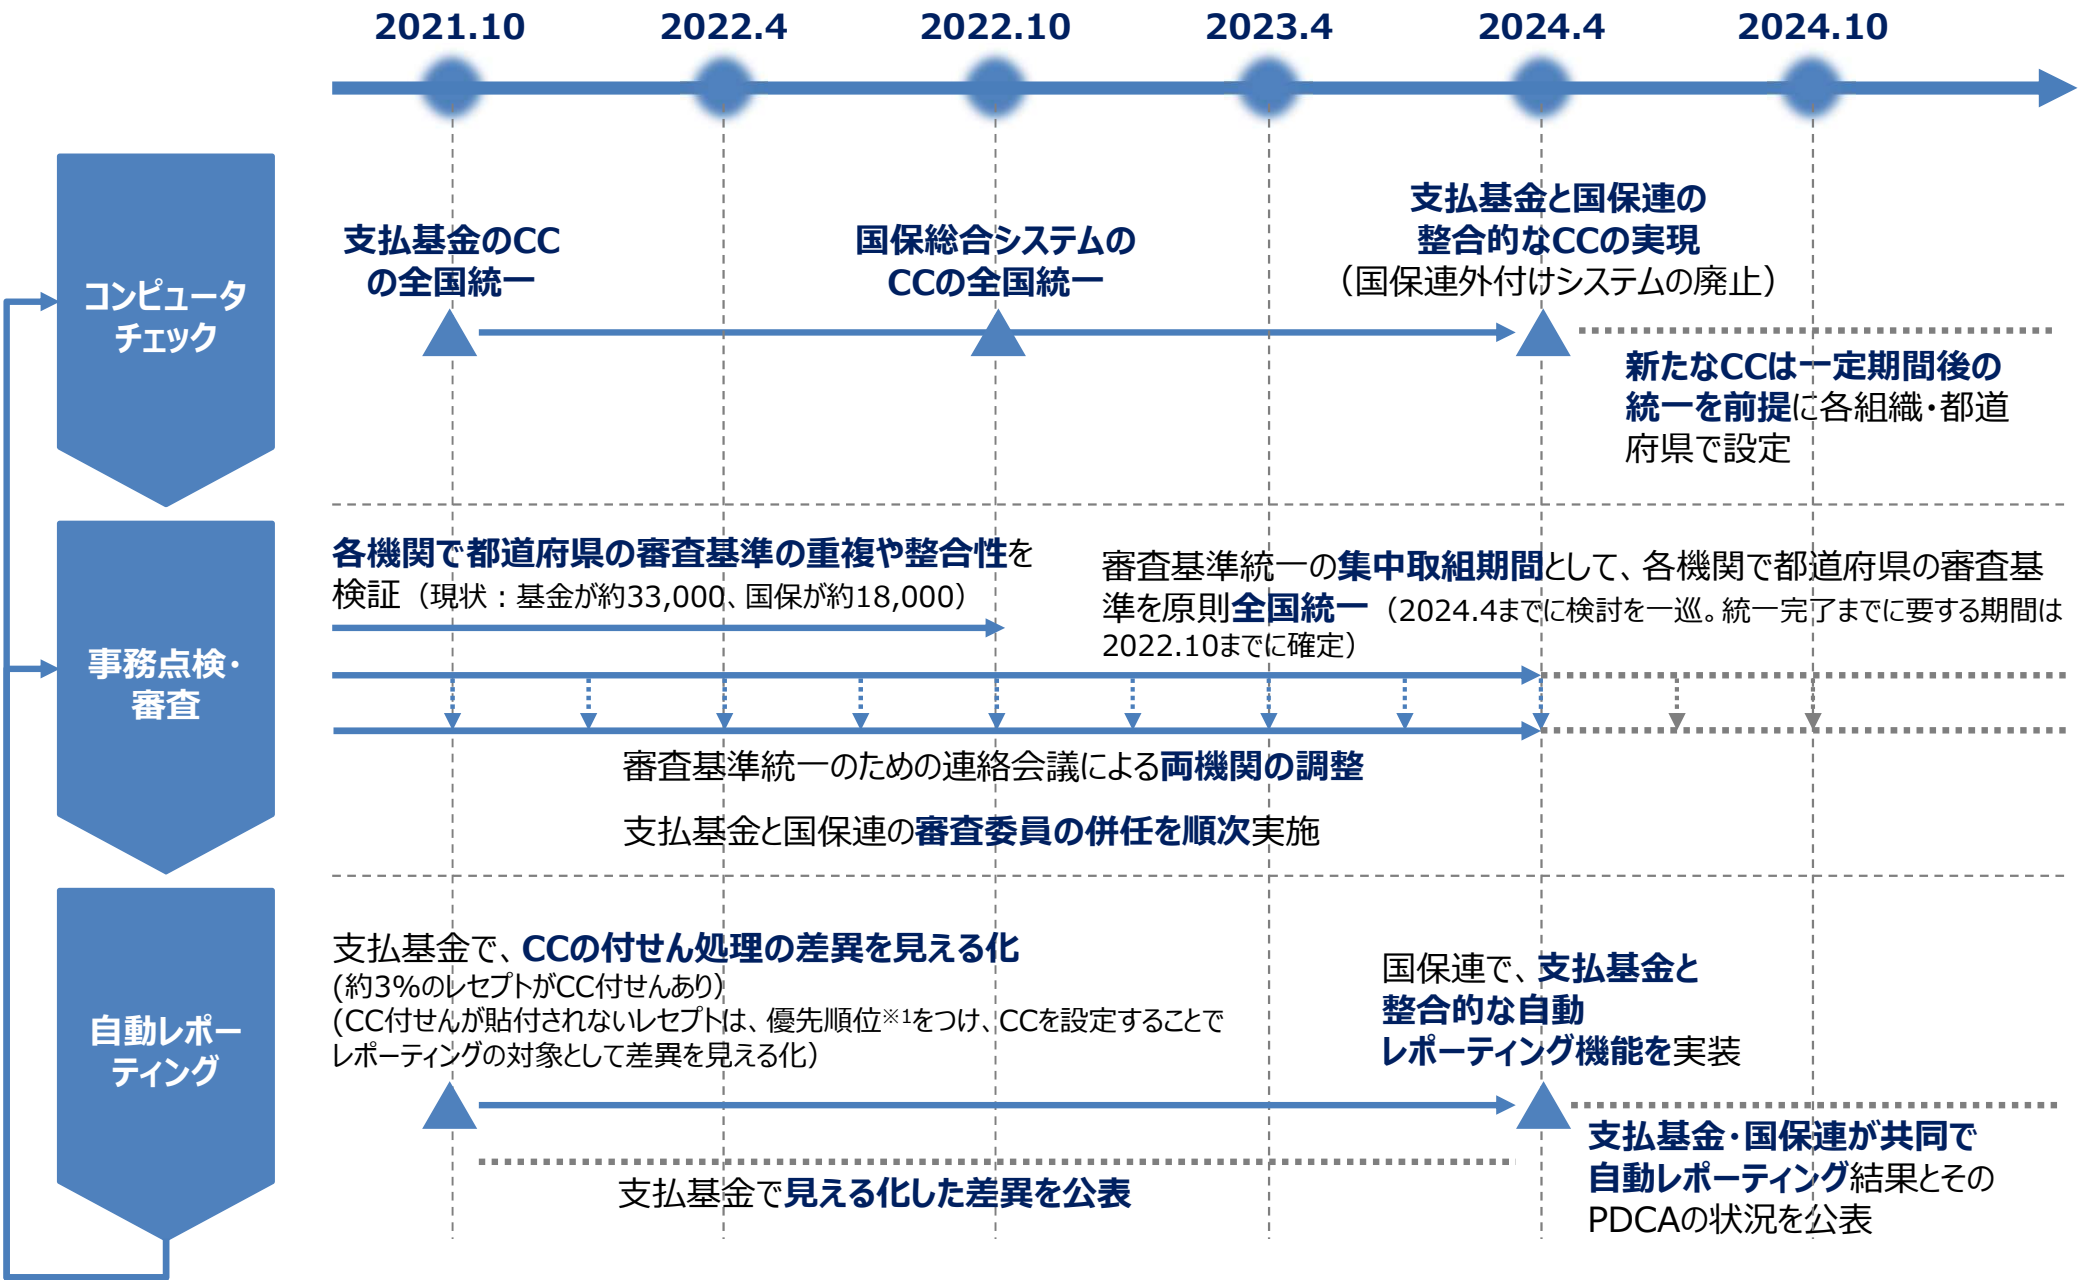 2021.10
2022.4
2022.10
2023.4
2024.4
2024.10
コンピュータ
チェック
支払基金のCC
の全国統一
国保総合システムの
CCの全国統一
支払基金と国保連の
整合的なCCの実現
（国保連外付けシステムの廃止）
新たなCCは一定期間後の
統一を前提に各組織・都道
府県で設定
事務点検・
審査
各機関で都道府県の審査基準の重複や整合性を
検証（現状：基金が約33,000、国保が約18,000）
審査基準統一の集中取組期間として、各機関で都道府県の審査基
準を原則全国統一（2024.4までに検討を一巡。統一完了までに要する期間は
2022.10までに確定）
審査基準統一のための連絡会議による両機関の調整
支払基金と国保連の審査委員の併任を順次実施
自動レポー
ティング
支払基金で、CCの付せん処理の差異を見える化
(約3%のレセプトがCC付せんあり)
(CC付せんが貼付されないレセプトは、優先順位※1をつけ、CCを設定することで
レポーティングの対象として差異を見える化)
国保連で、支払基金と
整合的な自動
レポーティング機能を実装
支払基金で見える化した差異を公表
支払基金・国保連が共同で
自動レポーティング結果とその
PDCAの状況を公表